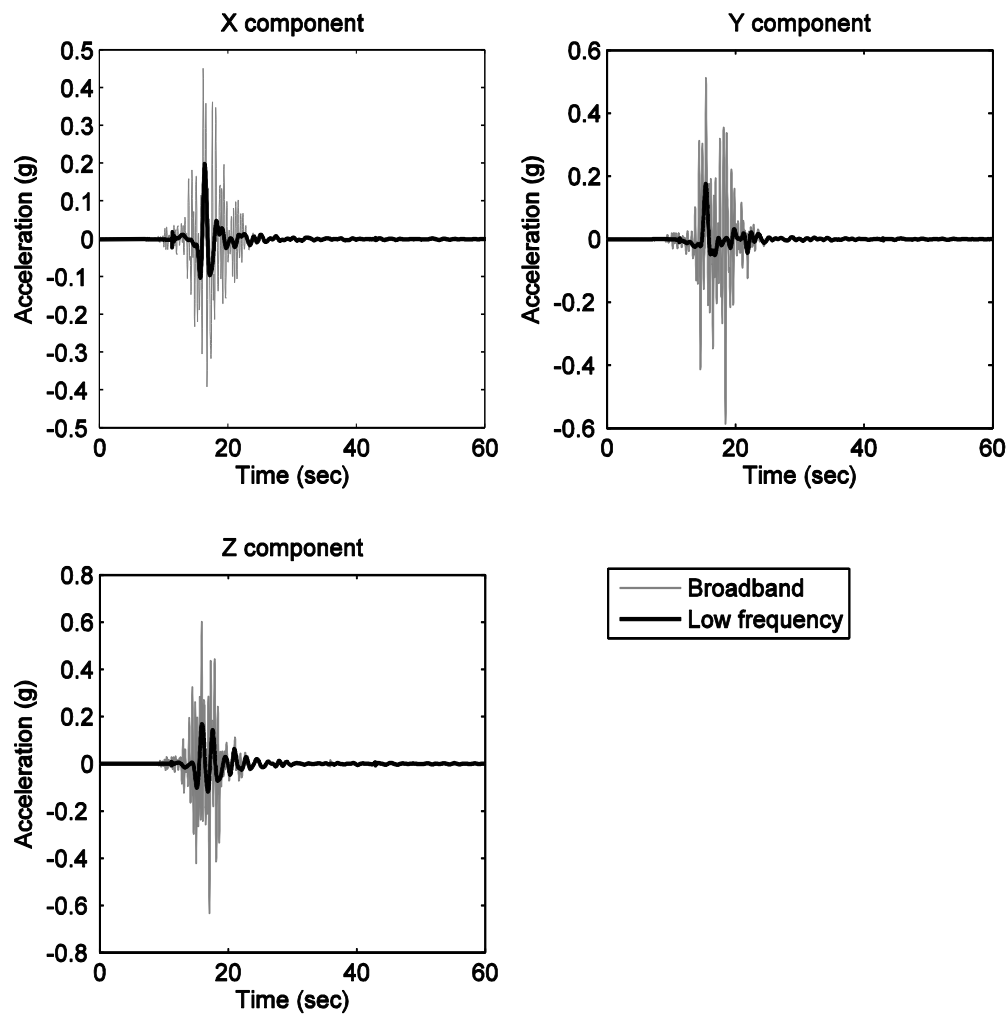 X component
0.5
0.4
0.3
0.2
0.1
0
-0.1
-0.2
-0.3
-0.4
-0.5
Acceleration (g)
0 20 40 60
Time (sec)
Y component
0.6
0.4
0.2
0
-0.2
-0.4
-0.6
Acceleration (g)
0 20 40 60
Time (sec)
Z component
0.8
0.6
0.4
0.2
0
-0.2
-0.4
-0.6
-0.8
Acceleration (g)
0 20 40 60
Time (sec)
Broadband
Low frequency